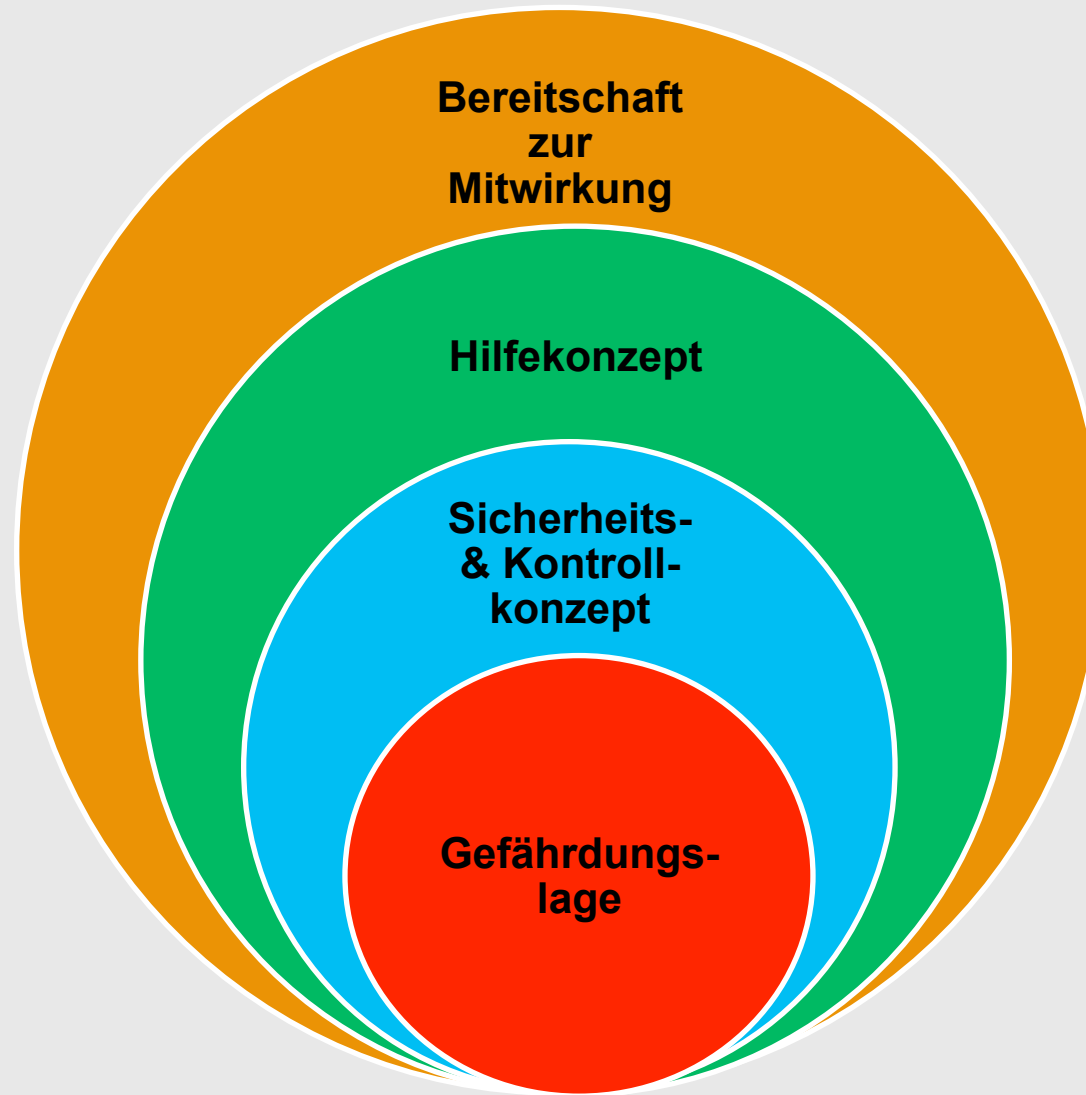 Bereitschaft
zur
Mitwirkung
Hilfekonzept
Sicherheits-
& Kontroll-
konzept
Gefährdungs-
lage